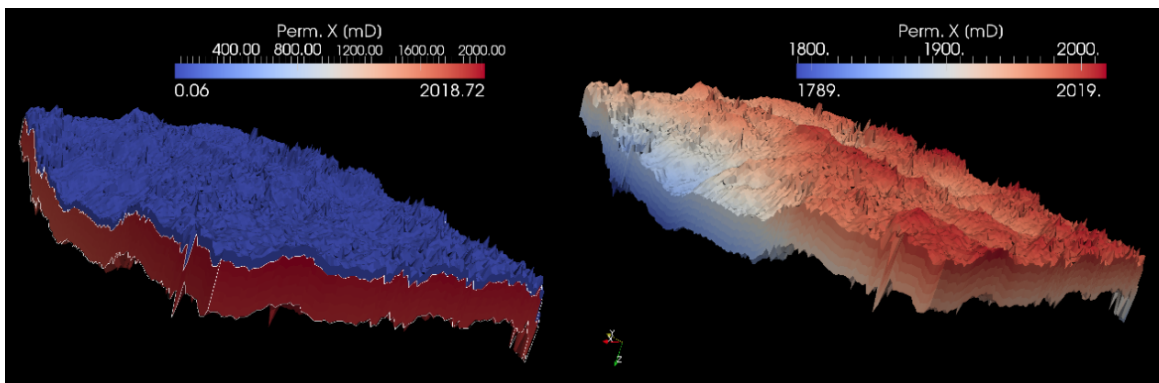 Perm. X (mD)
400.00 800.00 1200.00 1600.00 2000.00
0.06 2018.72
Perm. X (mD)
1800. 1900. 2000.
1789. 2019.
Y
X
Z